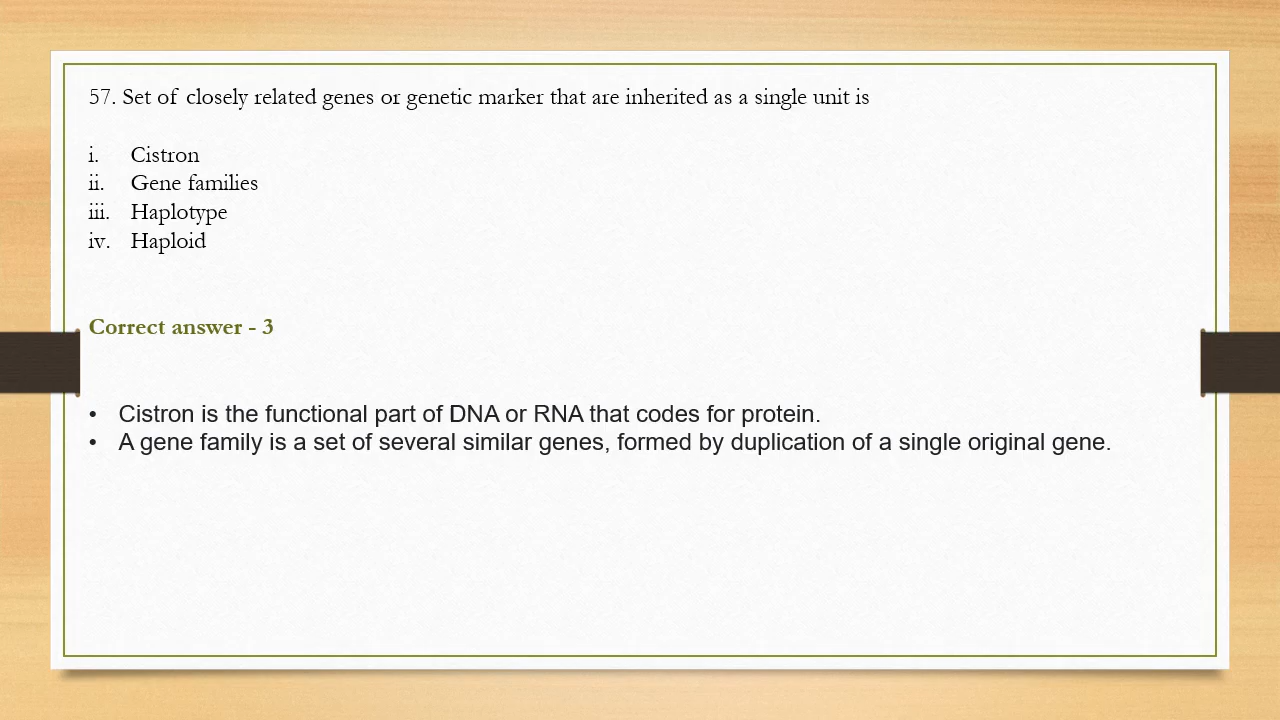 57. Set of closely related genes or genetic marker that are inherited as a single unit is
i. Cistron
ii. Gene families
iii. Haplotype
iv. Haploid
Correct answer - 3
• Cistron is the functional part of DNA or RNA that codes for protein.
• A gene family is a set of several similar genes, formed by duplication of a single original gene.